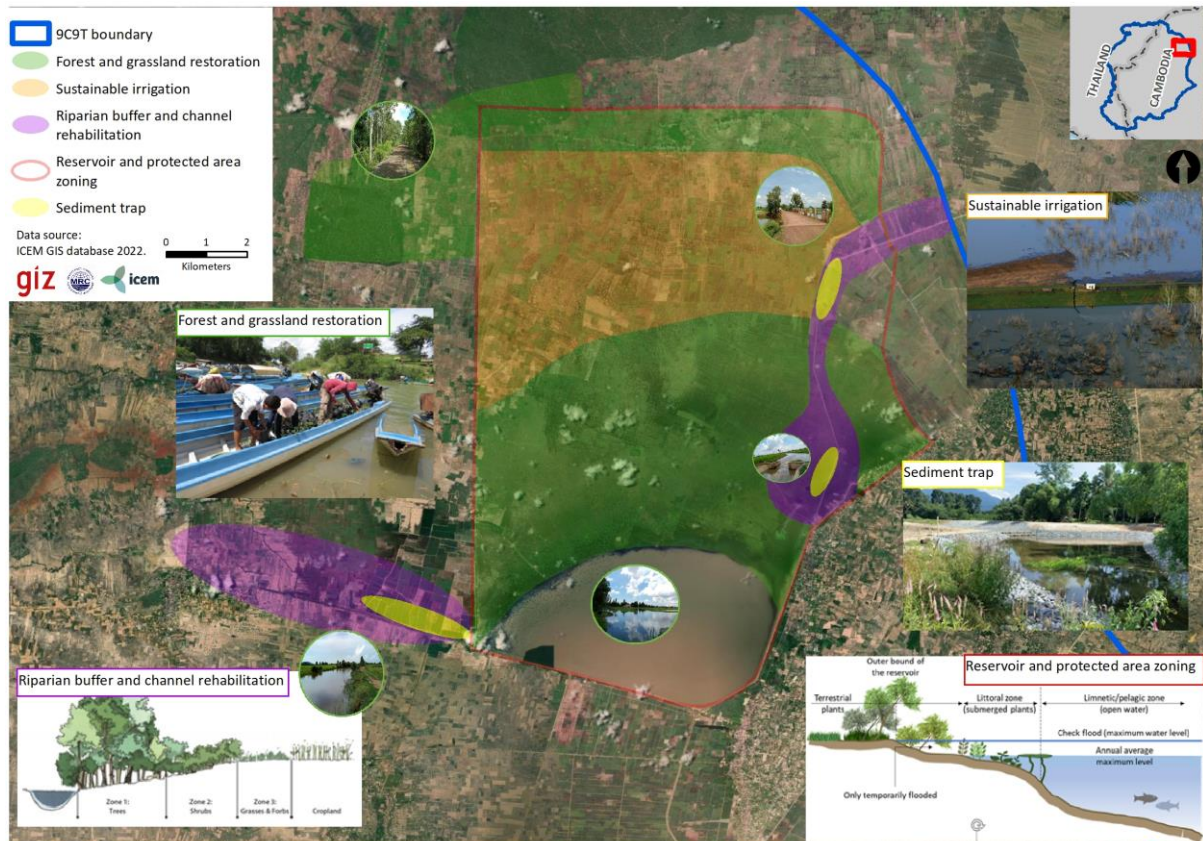 9C9T boundary
Forest and grassland restoration
Sustainable irrigation
Riparian buffer and channel
rehabilitation
Reservoir and protected area
zoning
Sediment trap
Data source:
ICEM GIS database 2022.
0 1 2
Kilometers
giz
MRC
icem
THAILAND
CAMBODIA
Sustainable irrigation
Forest and grassland restoration
Sediment trap
Riparian buffer and channel rehabilitation
Zone 1:
Trees
Zone 2:
Shrubs
Zone 3:
Grasses & Forbs
Cropland
Reservoir and protected area zoning
Outer bound of
the reservoir
Terrestrial
plants
Littoral zone
(submerged plants)
Limnetic/pelagic zone
(open water)
Check flood (maximum water level)
Annual average
maximum level
Only temporarily flooded